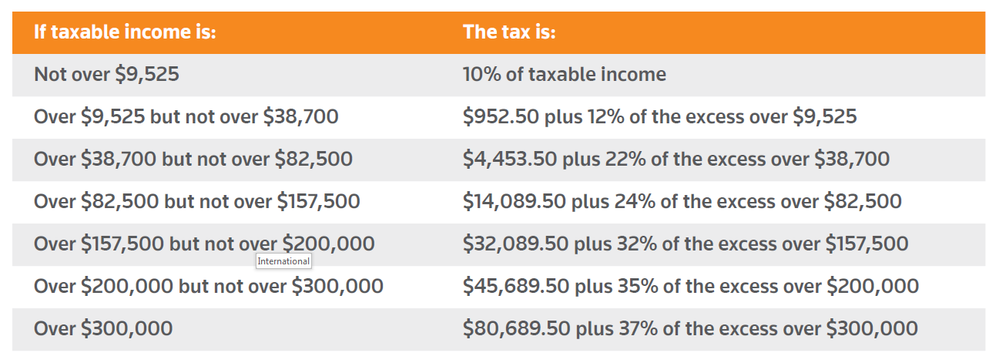 If taxable income is: The tax is:
Not over $9,525 10% of taxable income
Over $9,525 but not over $38,700 $952.50 plus 12% of the excess over $9,525
Over $38,700 but not over $82,500 $4,453.50 plus 22% of the excess over $38,700
Over $82,500 but not over $157,500 $14,089.50 plus 24% of the excess over $82,500
Over $157,500 but not over $200,000 $32,089.50 plus 32% of the excess over $157,500
International
Over $200,000 but not over $300,000 $45,689.50 plus 35% of the excess over $200,000
Over $300,000 $80,689.50 plus 37% of the excess over $300,000